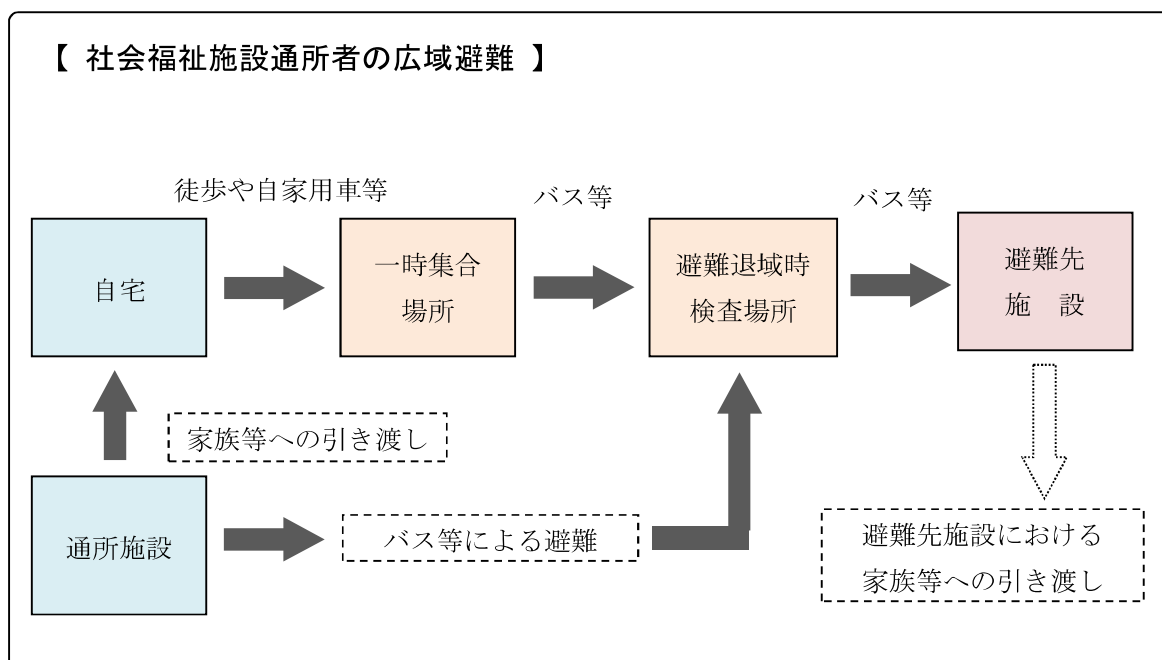 【 社会福祉施設通所者の広域避難 】
徒歩や自家用車等
バス等
バス等
自宅
一時集合
場所
避難退域時
検査場所
避難先
施　設
家族等への引き渡し
通所施設
バス等による避難
避難先施設における
家族等への引き渡し